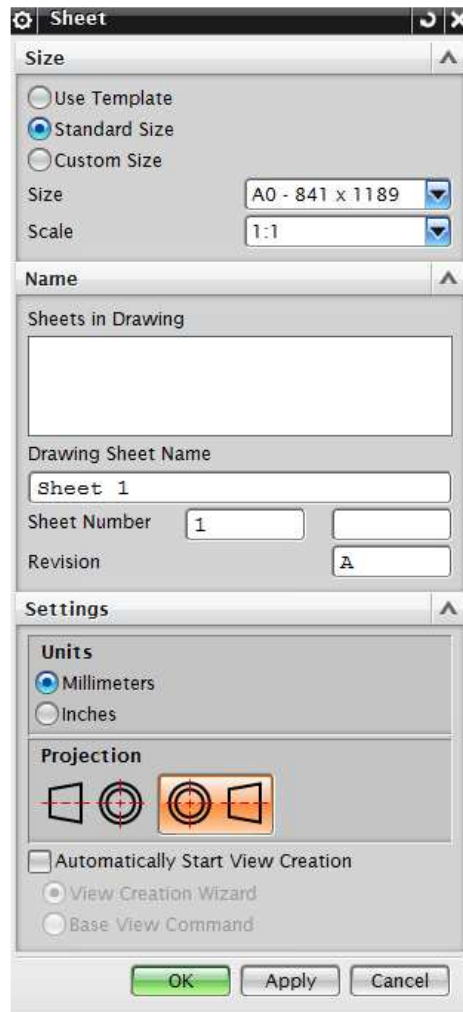 Sheet
Size
Use Template
Standard Size
Custom Size
Size A0 - 841 x 1189
Scale 1:1
Name
Sheets in Drawing
Drawing Sheet Name
Sheet 1
Sheet Number 1
Revision A
Settings
Units
Millimeters
Inches
Projection
Automatically Start View Creation
View Creation Wizard
Base View Command
OK Apply Cancel